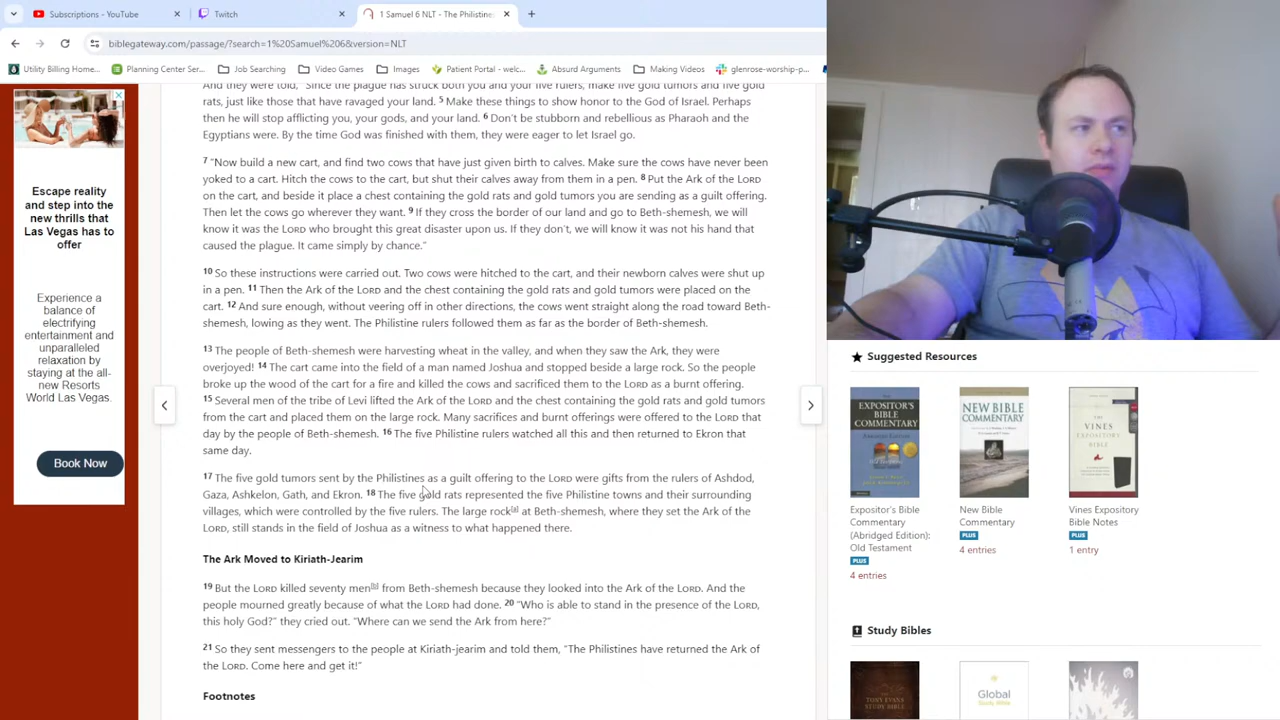 Subscriptions - YouTube
Twitch
1 Samuel 6 NLT - The Philistine
biblegateway.com/passage/?search=1%20Samuel%206&version=NLT
Utility Billing Home...
Planning Center Ser...
Job Searching
Video Games
Images
Patient Portal - welc...
Absurd Arguments
Making Videos
glenrose-worship-p...
Escape reality
and step into the
new thrills that
Las Vegas has to
offer
Experience a
balance of
electrifying
entertainment and
unparalleled
relaxation by
staying at the all-
new Resorts
World Las Vegas.
Book Now
And they were told, "Since the plague has struck both you and your five rulers, make five gold tumors and five gold
rats, just like those that have ravaged your land. 5 Make these things to show honor to the God of Israel. Perhaps
then he will stop afflicting you, your gods, and your land. 6 Don't be stubborn and rebellious as Pharaoh and the
Egyptians were. By the time God was finished with them, they were eager to let Israel go.
7 "Now build a new cart, and find two cows that have just given birth to calves. Make sure the cows have never been
yoked to a cart. Hitch the cows to the cart, but shut their calves away from them in a pen. 8 Put the Ark of the LORD
on the cart, and beside it place a chest containing the gold rats and gold tumors you are sending as a guilt offering.
Then let the cows go wherever they want. 9 If they cross the border of our land and go to Beth-shemesh, we will
know it was the LORD who brought this great disaster upon us. If they don't, we will know it was not his hand that
caused the plague. It came simply by chance."
10 So these instructions were carried out. Two cows were hitched to the cart, and their newborn calves were shut up
in a pen. 11 Then the Ark of the LORD and the chest containing the gold rats and gold tumors were placed on the
cart. 12 And sure enough, without veering off in other directions, the cows went straight along the road toward Beth-
shemesh, lowing as they went. The Philistine rulers followed them as far as the border of Beth-shemesh.
13 The people of Beth-shemesh were harvesting wheat in the valley, and when they saw the Ark, they were
14 The cart came into the field of a man named Joshua and stopped beside a large rock. So the people
broke up the wood of the cart for a fire and killed the cows and sacrificed them to the LORD as a burnt offering.
15 Several men of the tribe of Levi lifted the Ark of the LORD and the chest containing the gold rats and gold tumors
from the cart and placed them on the large rock. Many sacrifices and burnt offerings were offered to the LORD that
day by the people of Beth-shemesh. 16 The five Philistine rulers watched all this and then returned to Ekron that
same day.
17 The five gold tumors sent by the Philistines as a guilt offering to the LORD were gifts from the rulers of Ashdod,
Gaza, Ashkelon, Gath, and Ekron. 18 The five gold rats represented the five Philistine towns and their surrounding
villages, which were controlled by the five rulers. The large rock[a] at Beth-shemesh, where they set the Ark of the
LORD, still stands in the field of Joshua as a witness to what happened there.
The Ark Moved to Kiriath-Jearim
19 But the LORD killed seventy men[b] from Beth-shemesh because they looked into the Ark of the LORD. And the
people mourned greatly because of what the LORD had done. 20 "Who is able to stand in the presence of the LORD,
this holy God?" they cried out. "Where can we send the Ark from here?"
21 So they sent messengers to the people at Kiriath-jearim and told them, "The Philistines have returned the Ark of
the LORD. Come here and get it!"
Footnotes
Suggested Resources
EXPOSITOR'S
BIBLE
COMMENTARY
NEW BIBLE
COMMENTARY
VINES
EXPOSITORY
BIBLE
Expositor's Bible
Commentary
(Abridged Edition):
Old Testament
PLUS
4 entries
New Bible
Commentary
PLUS
4 entries
Vines Expository
Bible Notes
PLUS
1 entry
Study Bibles
TONY EVANS
STUDY BIBLE
Global
Study Bible